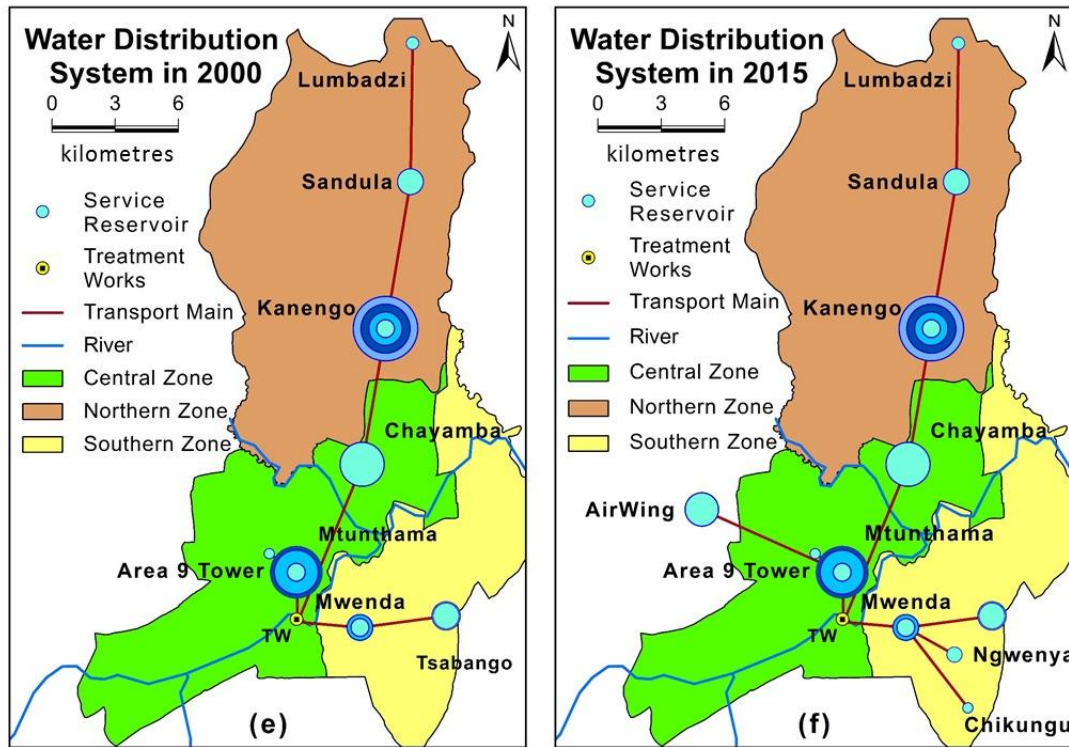 Water Distribution
System in 2000
N
0 3 6
kilometres
Lumbadzi
Service
Reservoir
Sandula
Treatment
Works
Transport Main
Kanengo
River
Central Zone
Northern Zone
Southern Zone
Chayamba
Mtunthama
Area 9 Tower
Mwenda
TW
Tsabango
(e)
Water Distribution
System in 2015
N
0 3 6
kilometres
Lumbadzi
Service
Reservoir
Sandula
Treatment
Works
Transport Main
Kanengo
River
Central Zone
Northern Zone
Southern Zone
Chayamba
AirWing
Mtunthama
Area 9 Tower
Mwenda
TW
Ngwenya
Chikungu
(f)